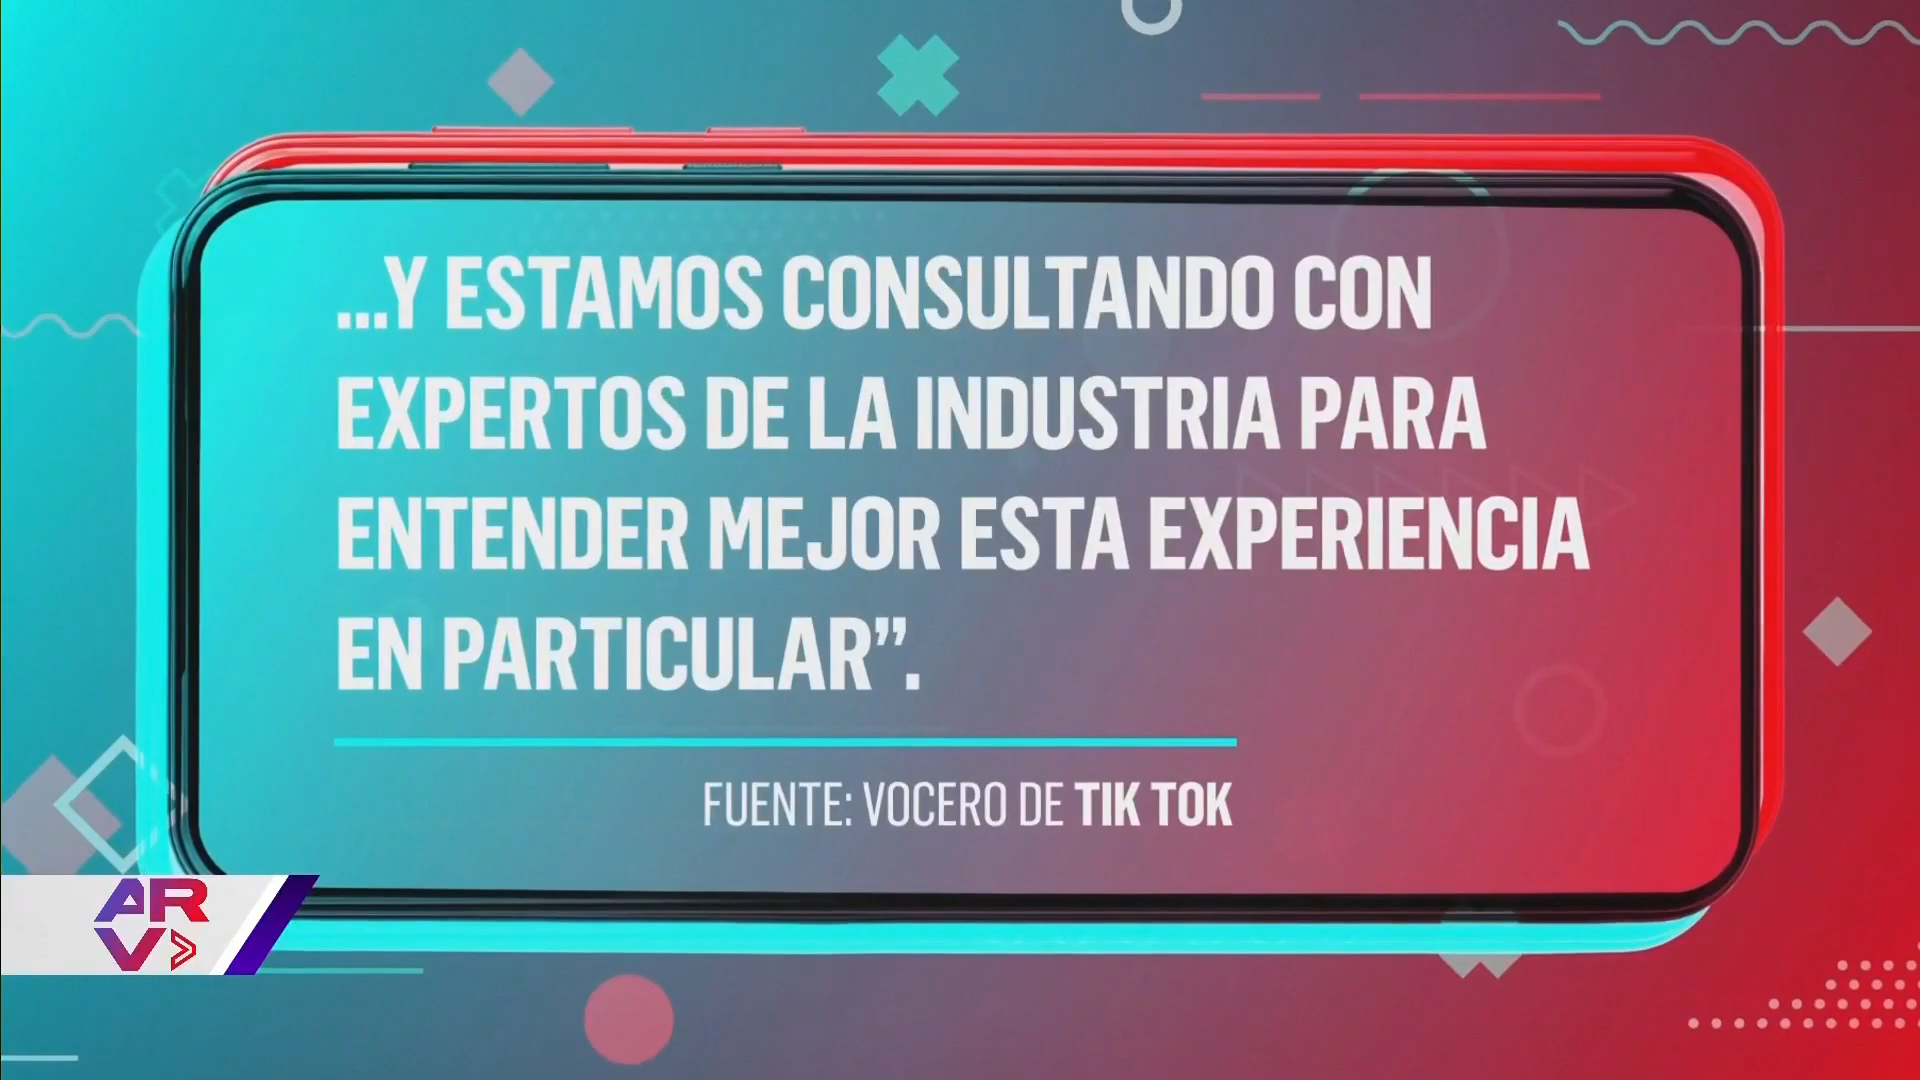 ...Y ESTAMOS CONSULTANDO CON
EXPERTOS DE LA INDUSTRIA PARA
ENTENDER MEJOR ESTA EXPERIENCIA
EN PARTICULAR”.
FUENTE: VOCERO DE TIK TOK
AR
V